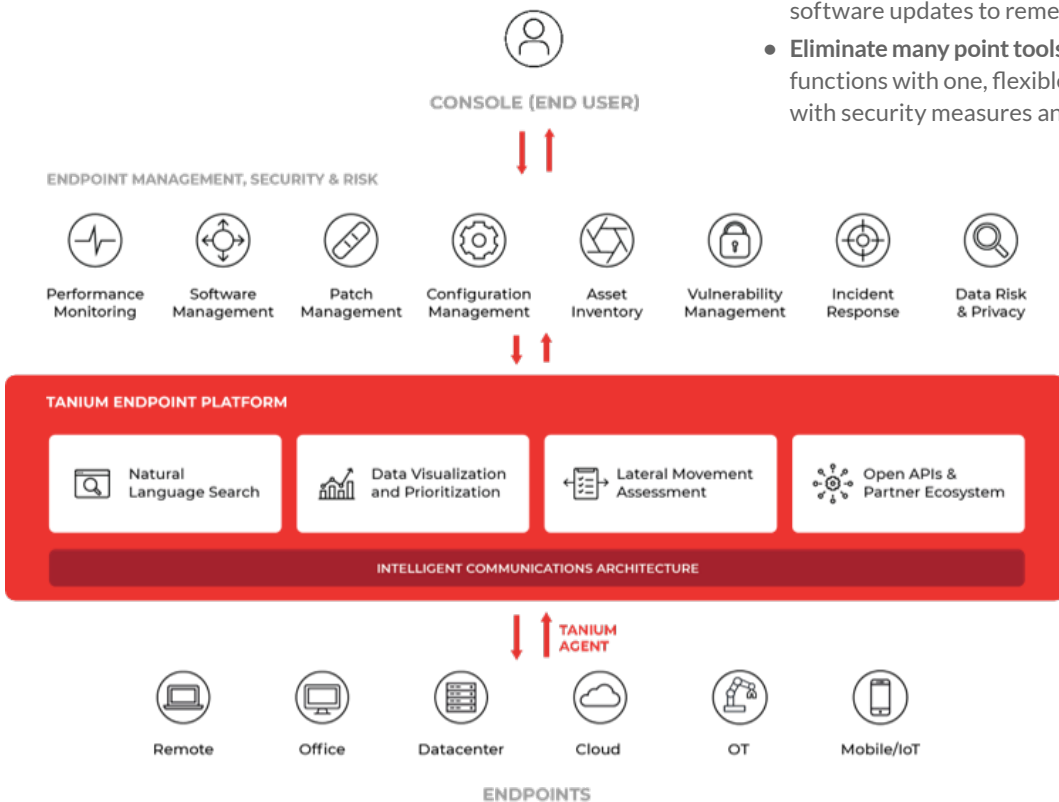 software updates to reme
● Eliminate many point tools
functions with one, flexible
with security measures an
CONSOLE (END USER)
ENDPOINT MANAGEMENT, SECURITY & RISK
Performance
Monitoring
Software
Management
Patch
Management
Configuration
Management
Asset
Inventory
Vulnerability
Management
Incident
Response
Data Risk
& Privacy
TANIUM ENDPOINT PLATFORM
Natural
Language Search
Data Visualization
and Prioritization
Lateral Movement
Assessment
Open APIs &
Partner Ecosystem
INTELLIGENT COMMUNICATIONS ARCHITECTURE
TANIUM
AGENT
Remote
Office
Datacenter
Cloud
OT
Mobile/IoT
ENDPOINTS